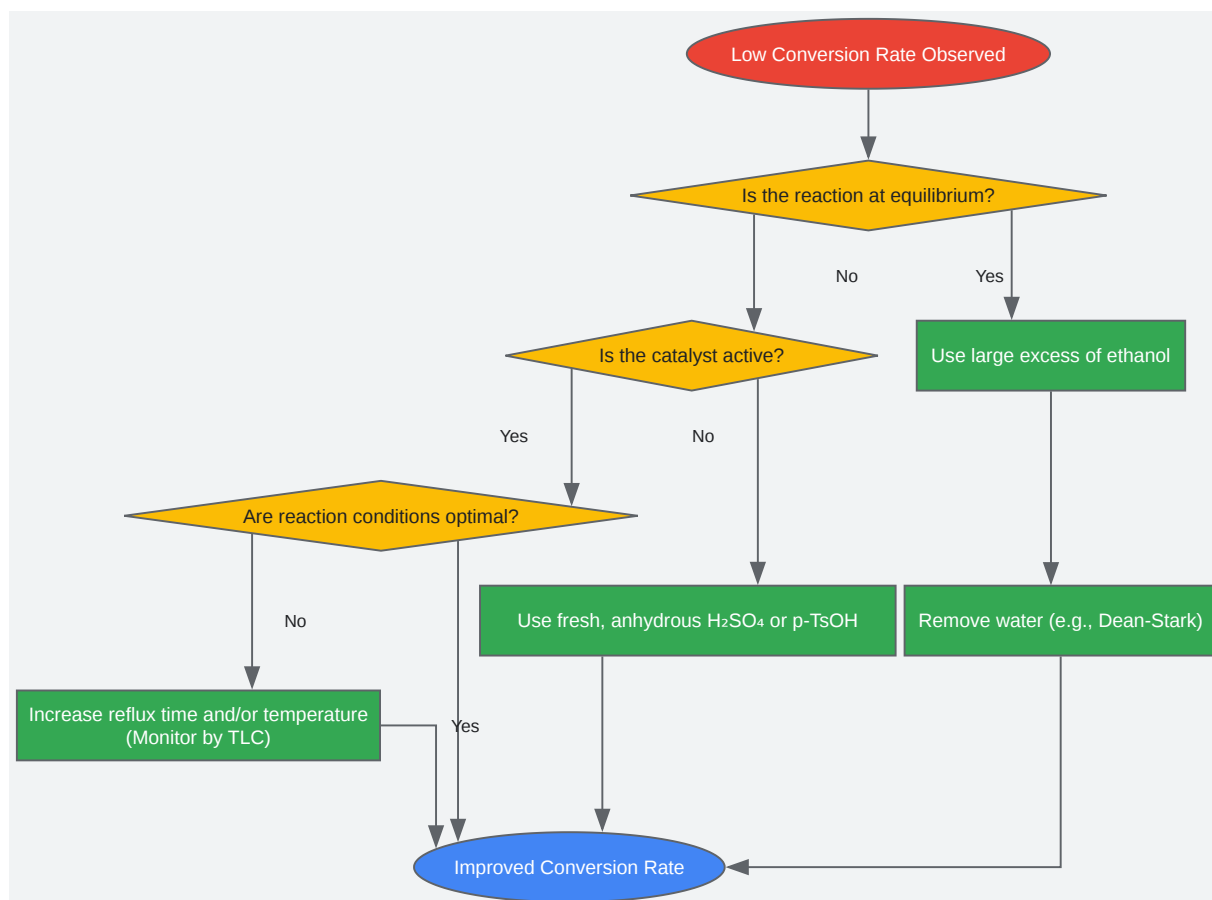 Low Conversion Rate Observed
Is the reaction at equilibrium?
No
Yes
Is the catalyst active?
Use large excess of ethanol
Yes
No
Are reaction conditions optimal?
No
Use fresh, anhydrous H₂SO₄ or p-TsOH
Remove water (e.g., Dean-Stark)
Increase reflux time and/or temperature
(Monitor by TLC)
Yes
Improved Conversion Rate